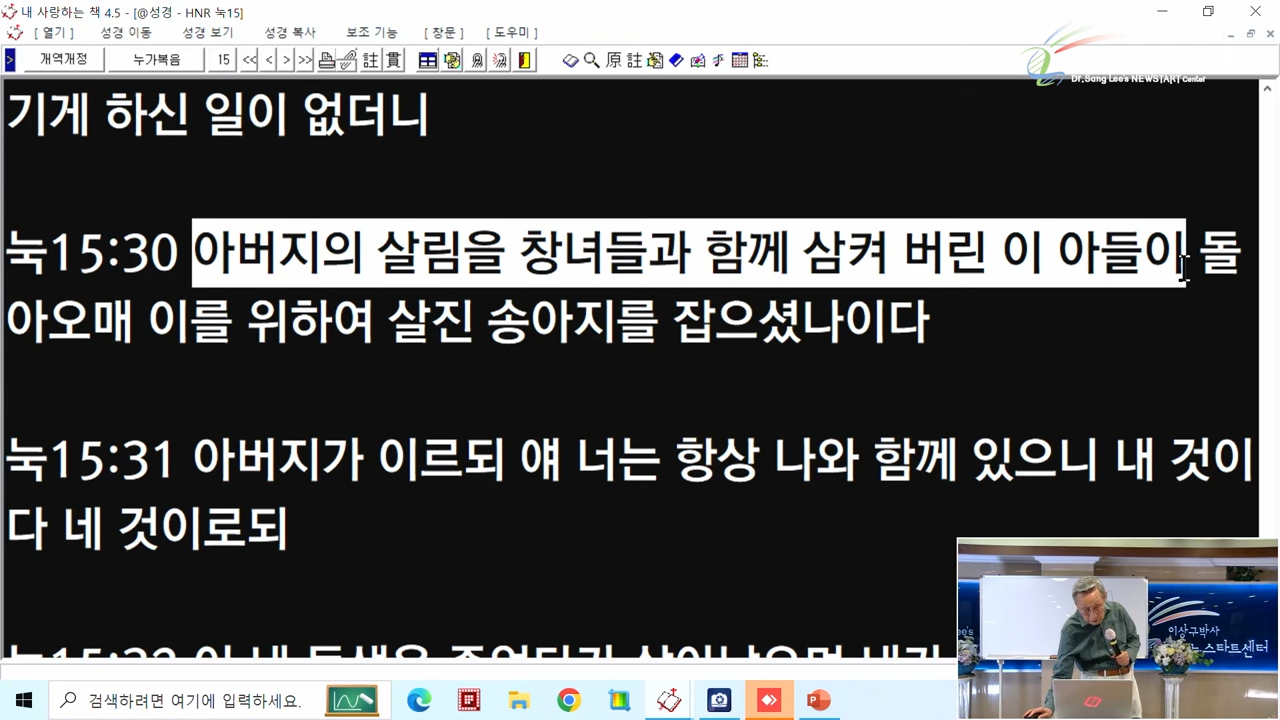 내 사랑하는 책 4.5 - [@성경 - HNR 눅15]
[ 열기 ] 성경 이동 성경 보기 성경 복사 보조 기능 [ 창문 ] [ 도우미 ]
> 개역개정 누가복음 15 << < > >> 註 貫 原 註
Dr.Sang Lee's NEWSTART Center
기게 하신 일이 없더니
눅15:30 아버지의 살림을 창녀들과 함께 삼켜 버린 이 아들이 돌
아오매 이를 위하여 살진 송아지를 잡으셨나이다
눅15:31 아버지가 이르되 얘 너는 항상 나와 함께 있으니 내 것이
다 네 것이로되
이상구박사
스타트센터
검색하려면 여기에 입력하세요.